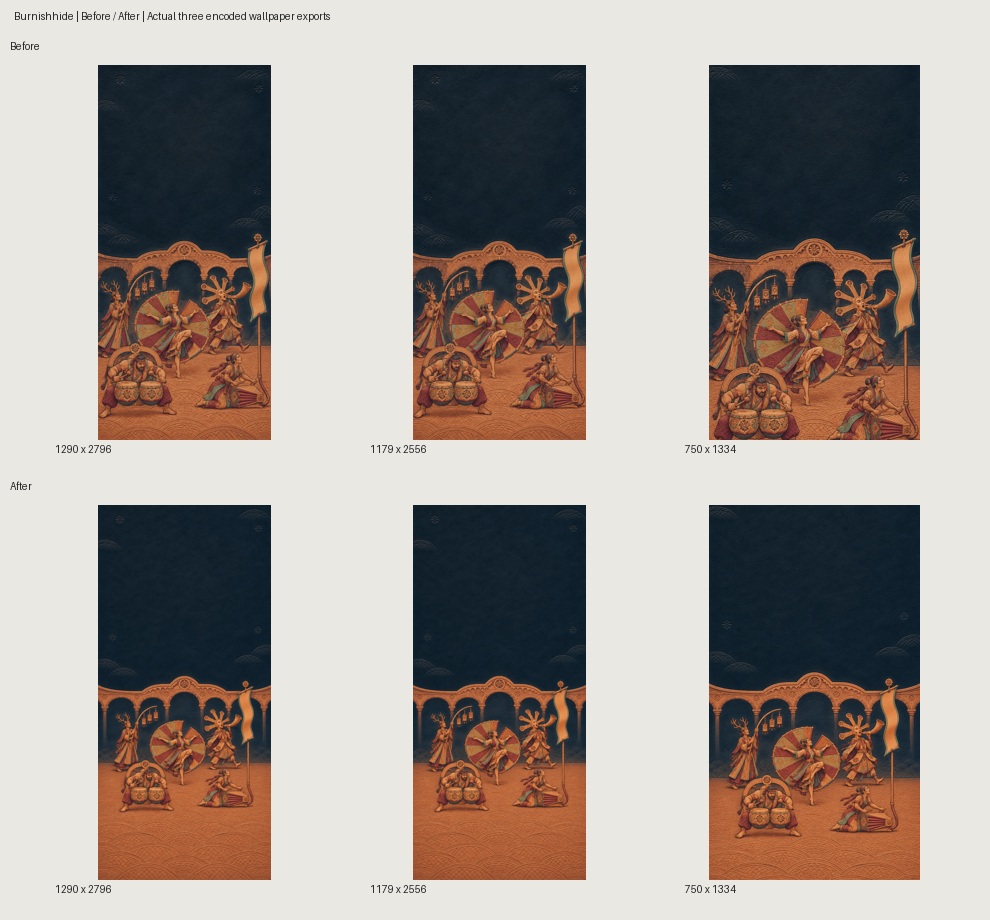 Burnishhide | Before / After | Actual three encoded wallpaper exports
Before
1290 x 2796
1179 x 2556
750 x 1334
After
1290 x 2796
1179 x 2556
750 x 1334